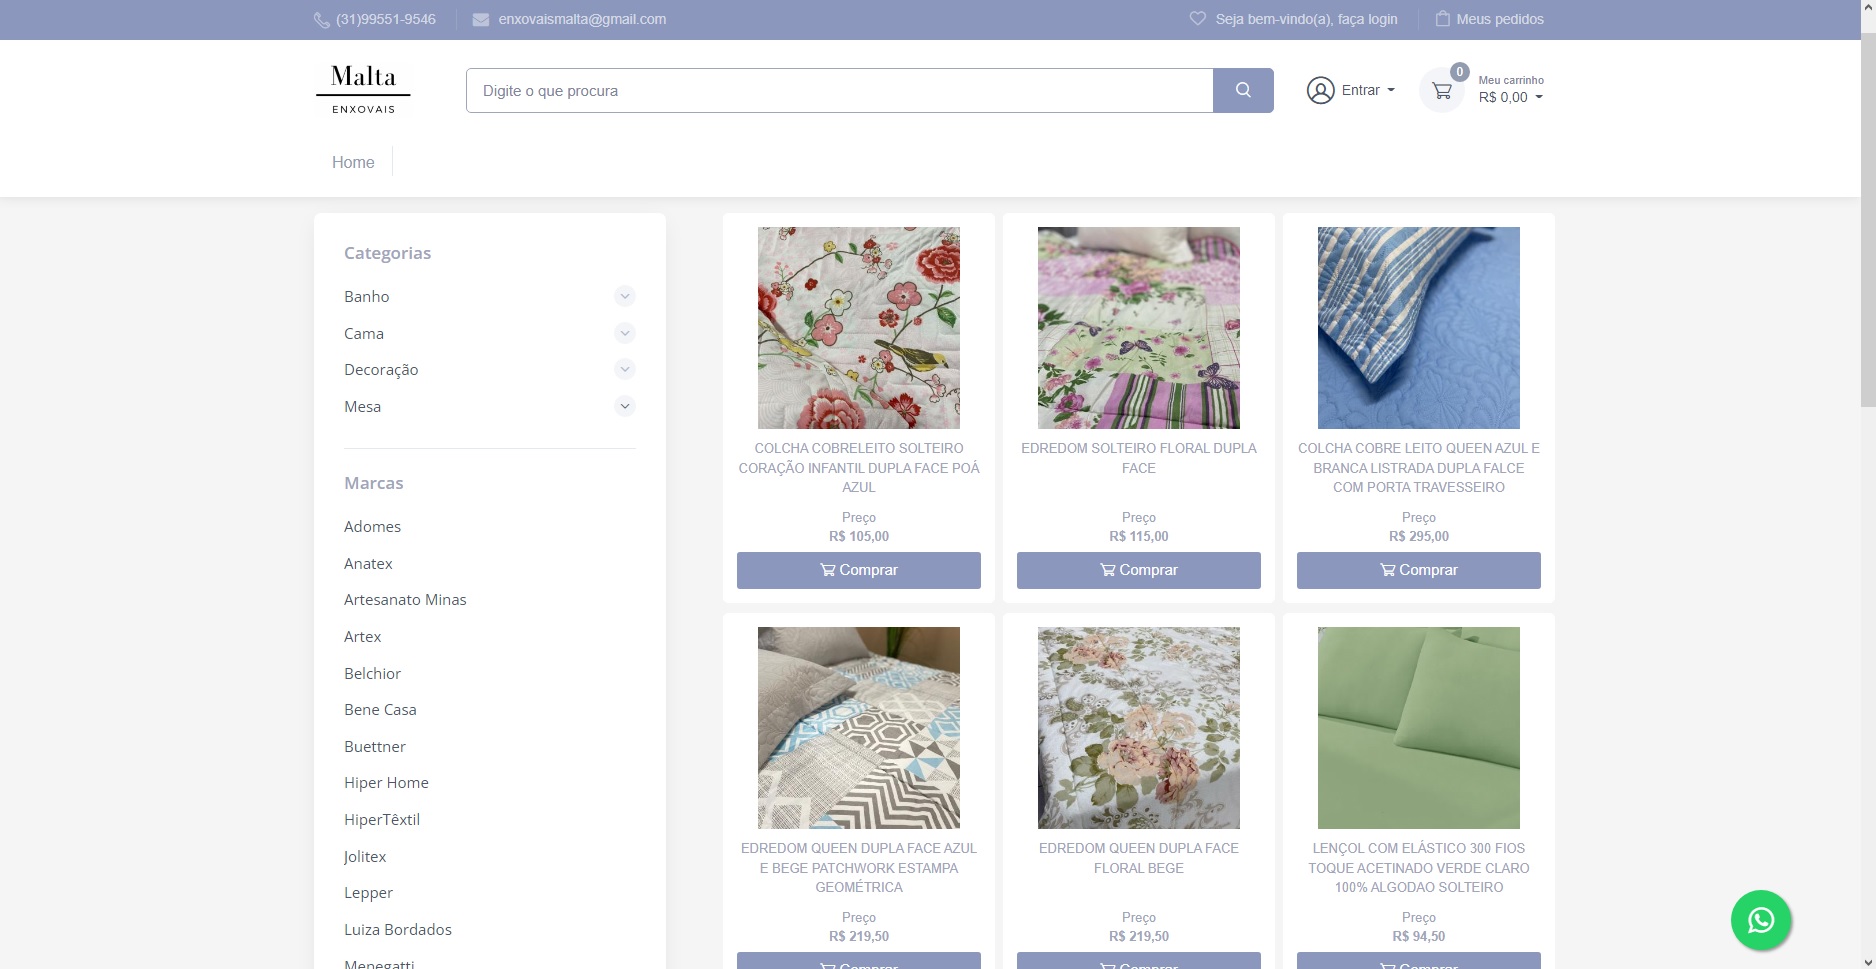 (31)99551-9546
enxovaismalta@gmail.com
Seja bem-vindo(a), faça login
Meus pedidos
Malta
ENXOVAIS
Digite o que procura
Entrar
0
Meu carrinho
R$ 0,00
Home
Categorias
Banho
Cama
Decoração
Mesa
Marcas
Adomes
Anatex
Artesanato Minas
Artex
Belchior
Bene Casa
Buettner
Hiper Home
HiperTêxtil
Jolitex
Lepper
Luiza Bordados
Menegatti
COLCHA COBRELEITO SOLTEIRO
CORAÇÃO INFANTIL DUPLA FACE POÁ
AZUL
Preço
R$ 105,00
Comprar
EDREDOM SOLTEIRO FLORAL DUPLA
FACE
Preço
R$ 115,00
Comprar
COLCHA COBRE LEITO QUEEN AZUL E
BRANCA LISTRADA DUPLA FALCE
COM PORTA TRAVESSEIRO
Preço
R$ 295,00
Comprar
EDREDOM QUEEN DUPLA FACE AZUL
E BEGE PATCHWORK ESTAMPA
GEOMÉTRICA
Preço
R$ 219,50
Comprar
EDREDOM QUEEN DUPLA FACE
FLORAL BEGE
Preço
R$ 219,50
Comprar
LENÇOL COM ELÁSTICO 300 FIOS
TOQUE ACETINADO VERDE CLARO
100% ALGODAO SOLTEIRO
Preço
R$ 94,50
Comprar